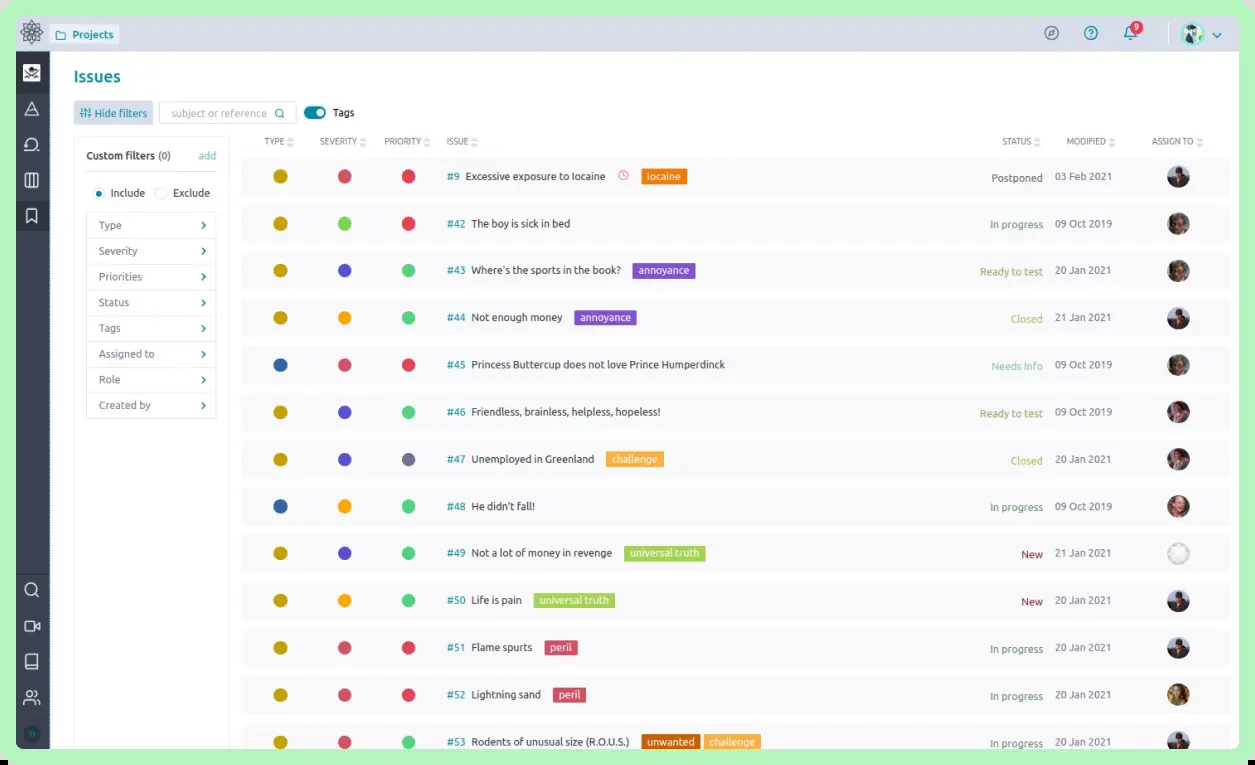 Projects
9
Issues
Hide filters subject or reference Tags
Custom filters (0) add
Include Exclude
Type
Severity
Priorities
Status
Tags
Assigned to
Role
Created by
TYPE SEVERITY PRIORITY ISSUE STATUS MODIFIED ASSIGN TO
#9 Excessive exposure to Iocaine iocaine Postponed 03 Feb 2021
#42 The boy is sick in bed In progress 09 Oct 2019
#43 Where's the sports in the book? annoyance Ready to test 20 Jan 2021
#44 Not enough money annoyance Closed 21 Jan 2021
#45 Princess Buttercup does not love Prince Humperdinck Needs Info 09 Oct 2019
#46 Friendless, brainless, helpless, hopeless! Ready to test 09 Oct 2019
#47 Unemployed in Greenland challenge Closed 20 Jan 2021
#48 He didn't fall! In progress 09 Oct 2019
#49 Not a lot of money in revenge universal truth New 21 Jan 2021
#50 Life is pain universal truth New 20 Jan 2021
#51 Flame spurts peril In progress 20 Jan 2021
#52 Lightning sand peril In progress 20 Jan 2021
#53 Rodents of unusual size (R.O.U.S.) unwanted challenge In progress 20 Jan 2021